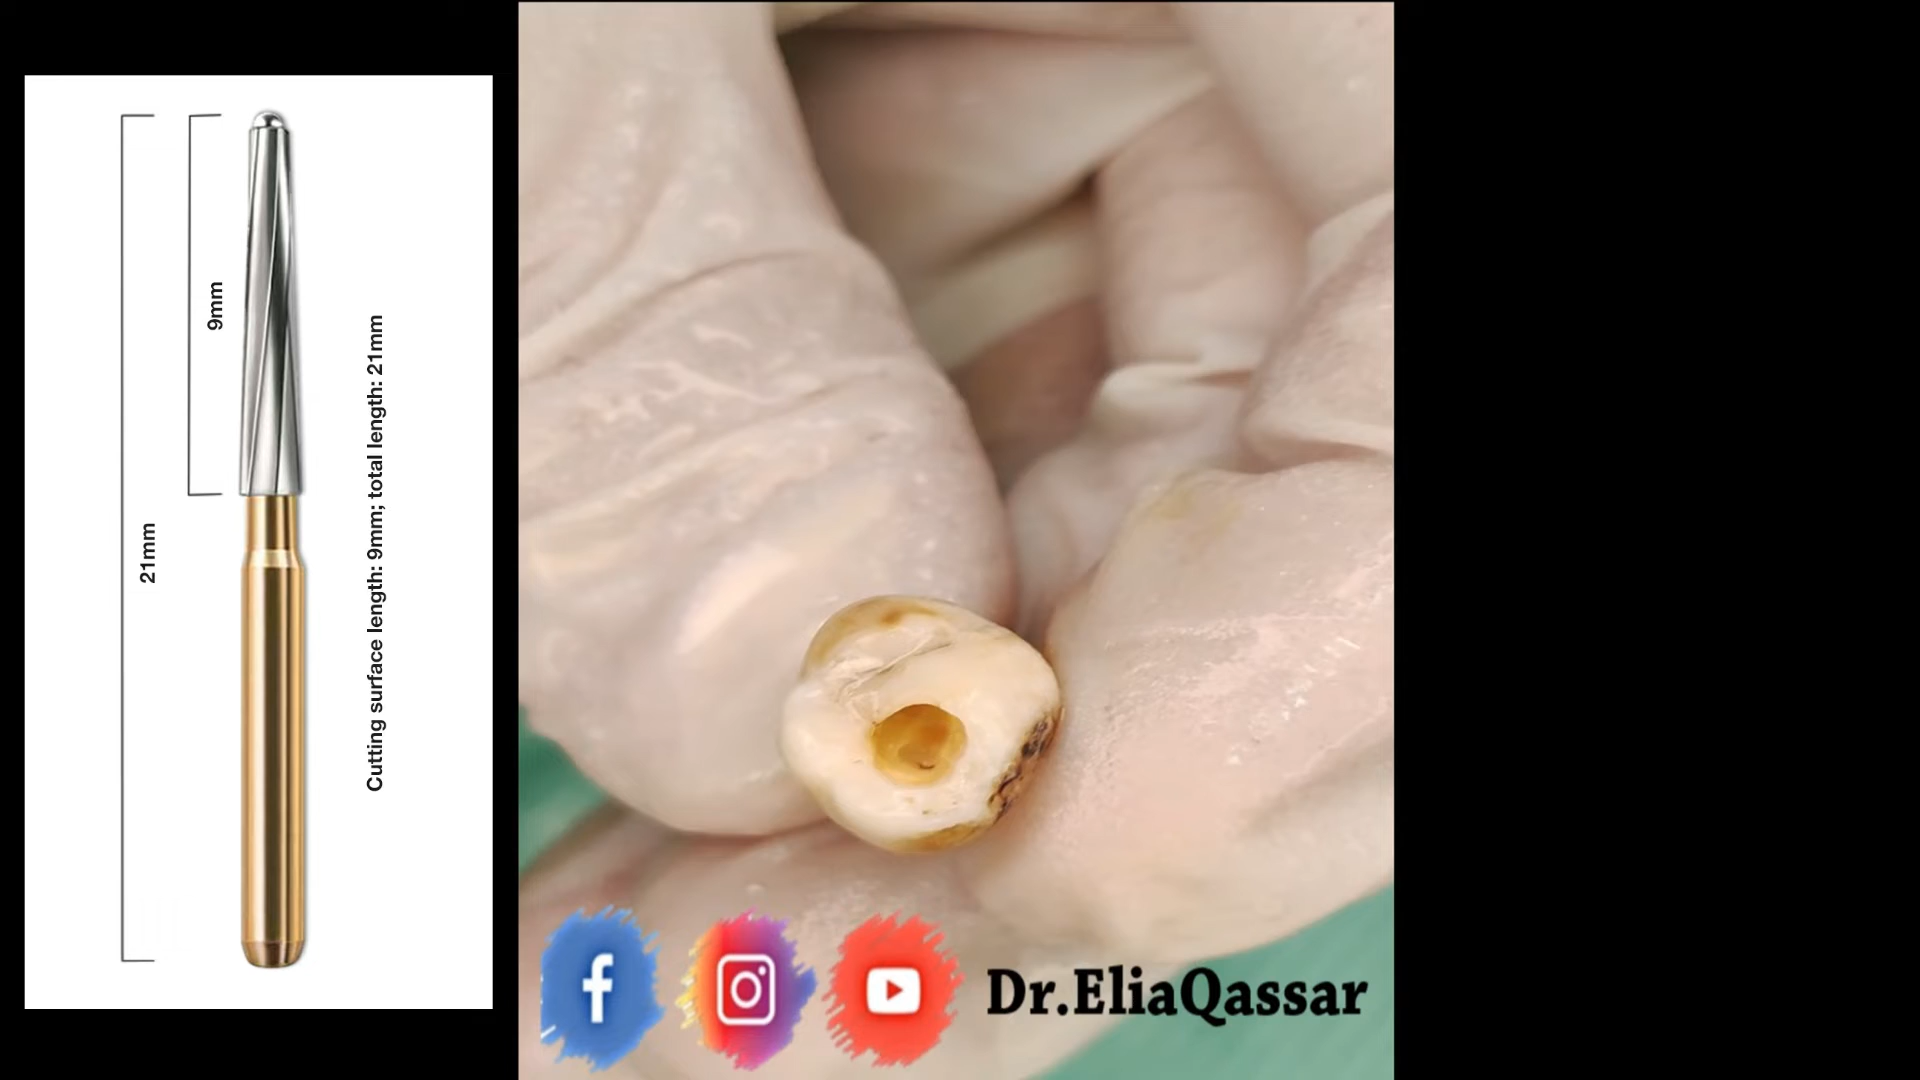 9mm
21mm
Cutting surface length: 9mm; total length: 21mm
Dr.EliaQassar